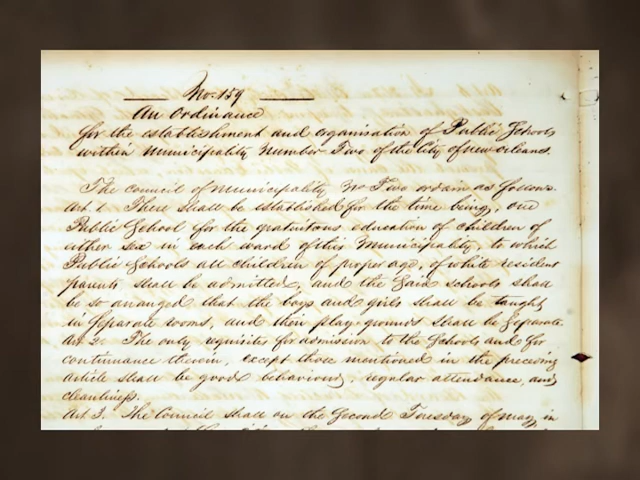 No. 159
An Ordinance
for the establishment and organisation of Public Schools
within Municipality Number Two of the City of New Orleans.
The Council of Municipality No Two ordain as follows.
Art. 1. There shall be established for the time being, one
Public School for the gratuitous education of children of
either sex in each ward of this Municipality, to which
Public Schools all children of proper age, of white resident
parents shall be admitted, and the said schools shall
be so arranged that the boys and girls shall be taught
in separate rooms, and their play-grounds shall be separate.
Art. 2. The only requisites for admission to the Schools and for
continuance therein, except those mentioned in the preceding
article shall be good behaviour, regular attendance, and
cleanliness.
Art 3. The Council shall on the Second Tuesday of May, in